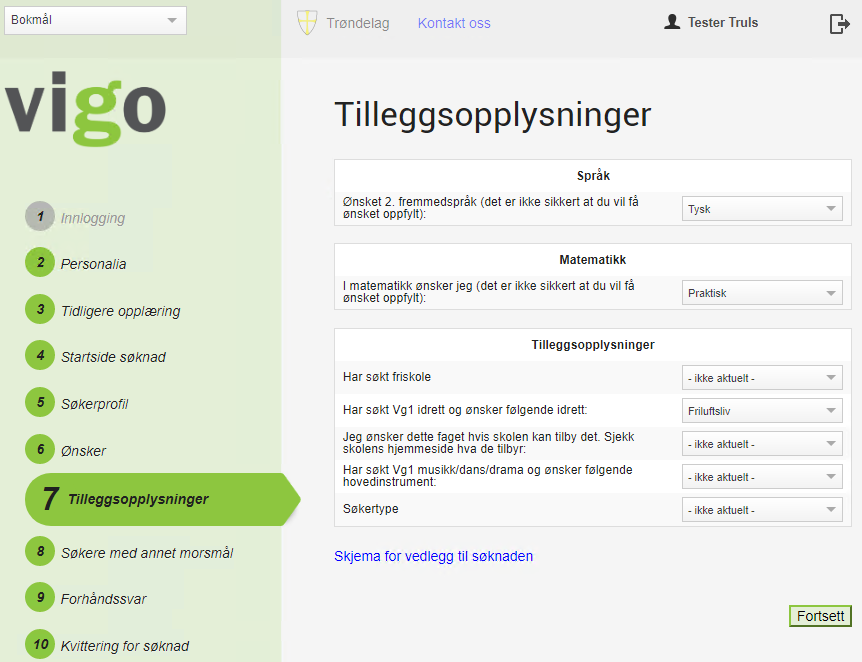 Bokmål
Trøndelag
Kontakt oss
Tester Truls
vigo
1 Innlogging
2 Personalia
3 Tidligere opplæring
4 Startside søknad
5 Søkerprofil
6 Ønsker
7 Tilleggsopplysninger
8 Søkere med annet morsmål
9 Forhåndssvar
10 Kvittering for søknad
Tilleggsopplysninger
Språk
Ønsket 2. fremmedspråk (det er ikke sikkert at du vil få
ønsket oppfylt):
Tysk
Matematikk
I matematikk ønsker jeg (det er ikke sikkert at du vil få
ønsket oppfylt):
Praktisk
Tilleggsopplysninger
Har søkt friskole
- ikke aktuelt -
Har søkt Vg1 idrett og ønsker følgende idrett:
Friluftsliv
Jeg ønsker dette faget hvis skolen kan tilby det. Sjekk
skolens hjemmeside hva de tilbyr:
- ikke aktuelt -
Har søkt Vg1 musikk/dans/drama og ønsker følgende
hovedinstrument:
- ikke aktuelt -
Søkertype
- ikke aktuelt -
Skjema for vedlegg til søknaden
Fortsett